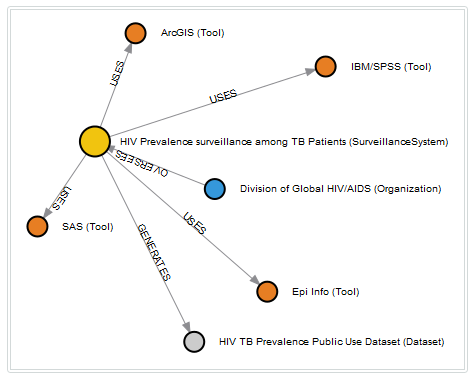 ArcGIS (Tool)
USES
IBM/SPSS (Tool)
USES
HIV Prevalence surveillance among TB Patients (SurveillanceSystem)
OVERSEES
Division of Global HIV/AIDS (Organization)
USES
SAS (Tool)
USES
GENERATES
Epi Info (Tool)
HIV TB Prevalence Public Use Dataset (Dataset)